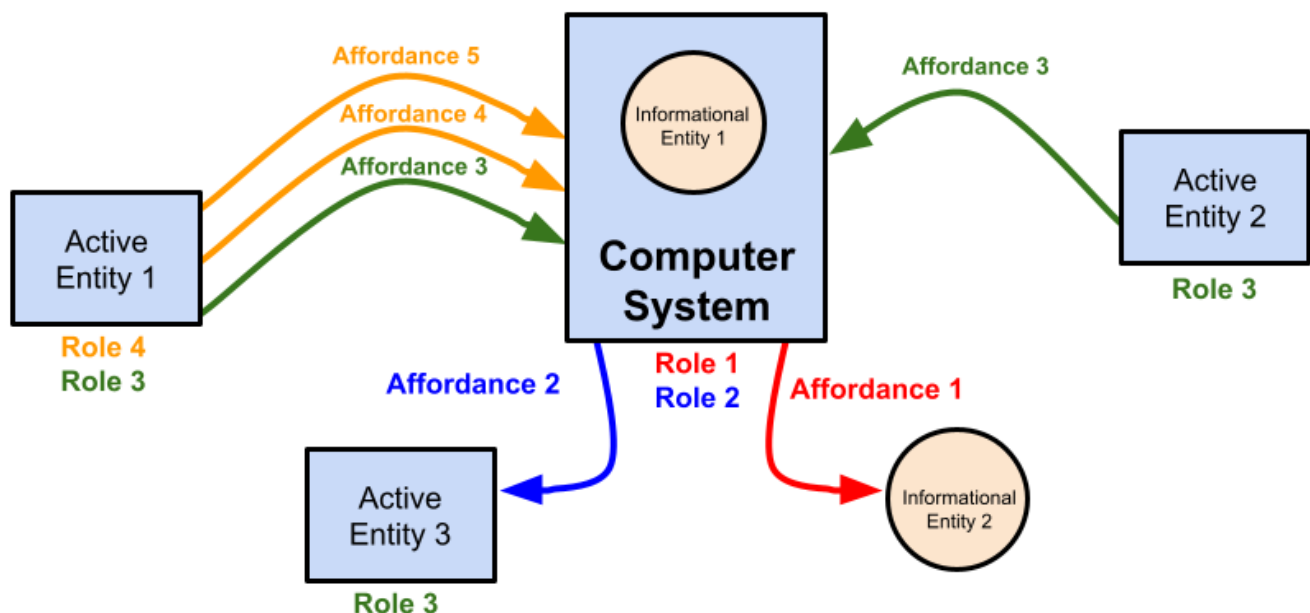 Affordance 5
Affordance 4
Affordance 3
Active
Entity 1
Role 4
Role 3
Informational
Entity 1
Computer
System
Role 1
Role 2
Affordance 3
Active
Entity 2
Role 3
Affordance 2
Affordance 1
Active
Entity 3
Role 3
Informational
Entity 2